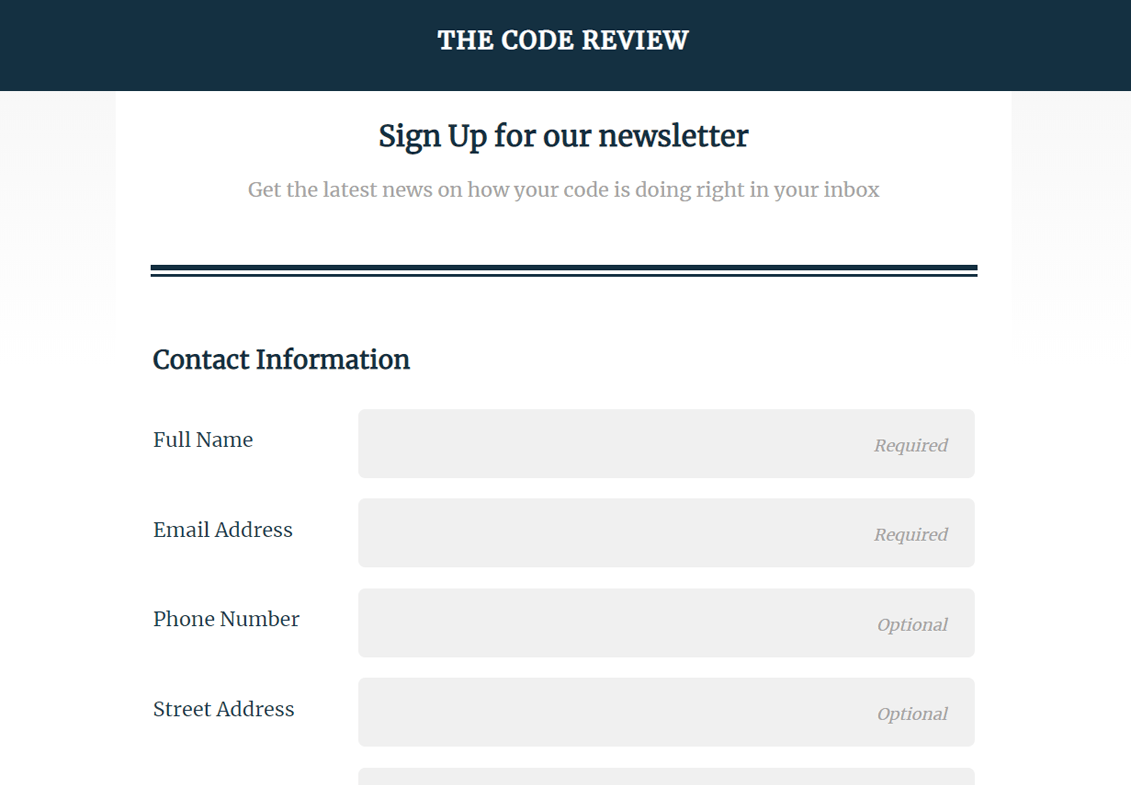 THE CODE REVIEW
Sign Up for our newsletter
Get the latest news on how your code is doing right in your inbox
Contact Information
Full Name
Required
Email Address
Required
Phone Number
Optional
Street Address
Optional